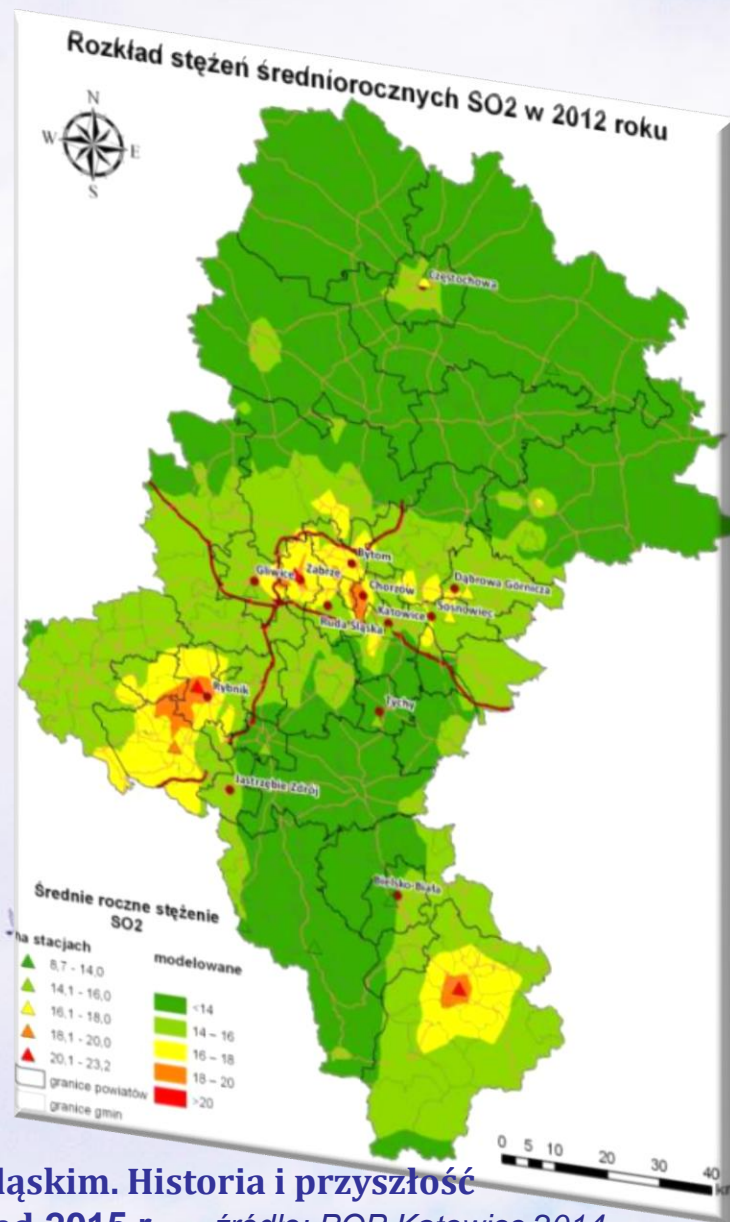 Rozkład stężeń średniorocznych SO2 w 2012 roku
N
W
E
S
Częstochowa
Bytom
Gliwice
Zabrze
Chorzów
Dąbrowa Górnicza
Sosnowiec
Katowice
Ruda Śląska
Rybnik
Tychy
Jastrzębie Zdrój
Bielsko-Biała
Średnie roczne stężenie
SO2
na stacjach
modelowane
8,7 - 14,0
14,1 - 16,0
16,1 - 18,0
18,1 - 20,0
20,1 - 23,2
<14
14 – 16
16 – 18
18 – 20
>20
granice powiatów
granice gmin
0 5 10 20 30 40
km
ląskim. Historia i przyszłość
2015 r.
źródło: POP Katowice 2014